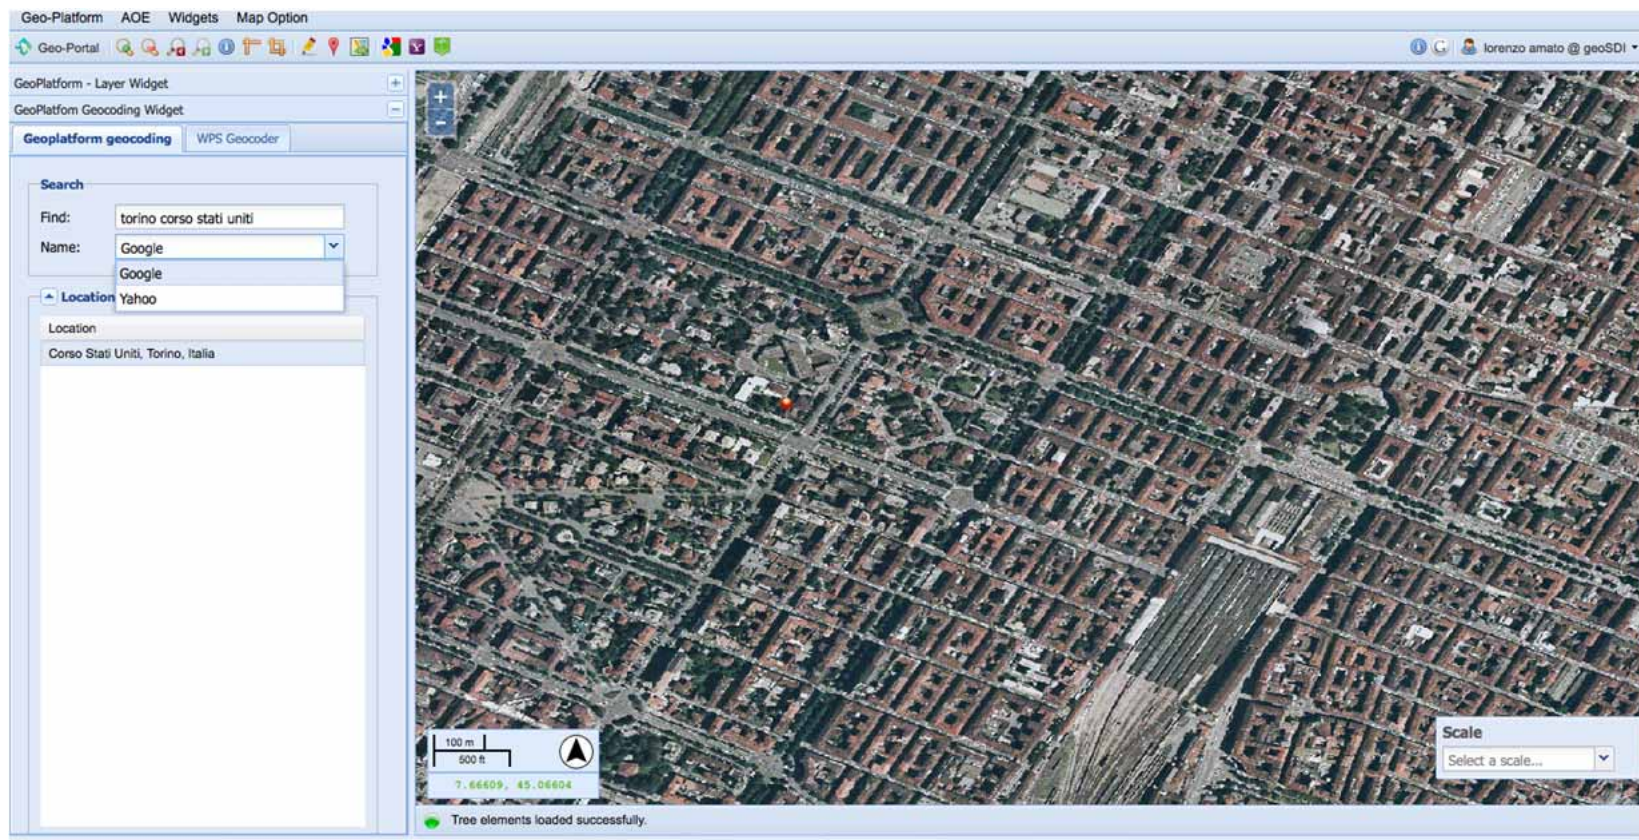 Geo-Platform AOE Widgets Map Option
Geo-Portal lorenzo amato @ geoSDI
GeoPlatform - Layer Widget
GeoPlatfom Geocoding Widget
Geoplatform geocoding WPS Geocoder
Search
Find: torino corso stati uniti
Name: Google
Google
Yahoo
Location
Location
Corso Stati Uniti, Torino, Italia
100 m
500 ft
7.66609, 45.06604
Scale
Select a scale...
Tree elements loaded successfully.